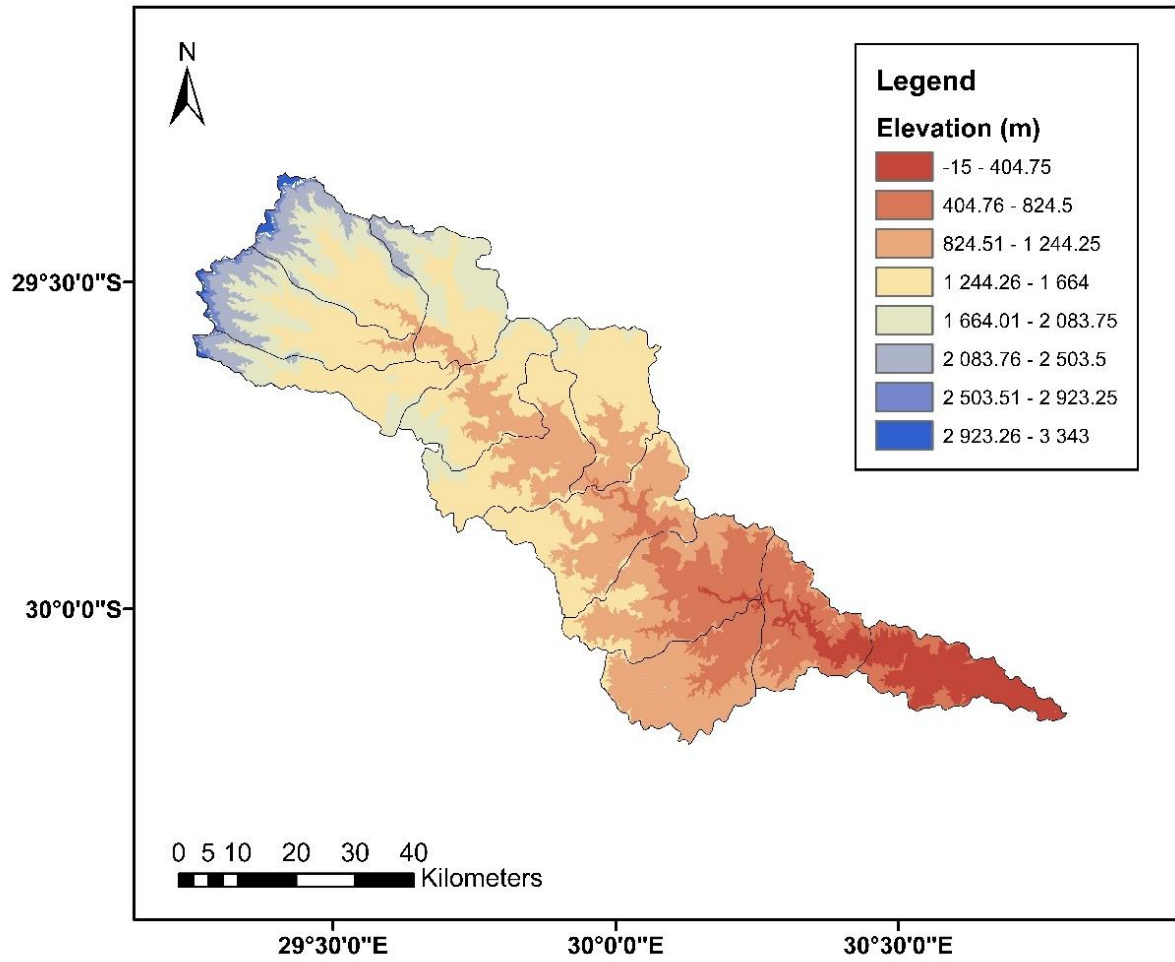 N
Legend
Elevation (m)
-15 - 404.75
404.76 - 824.5
824.51 - 1 244.25
1 244.26 - 1 664
1 664.01 - 2 083.75
2 083.76 - 2 503.5
2 503.51 - 2 923.25
2 923.26 - 3 343
29°30'0"S
30°0'0"S
0 5 10 20 30 40
Kilometers
29°30'0"E 30°0'0"E 30°30'0"E